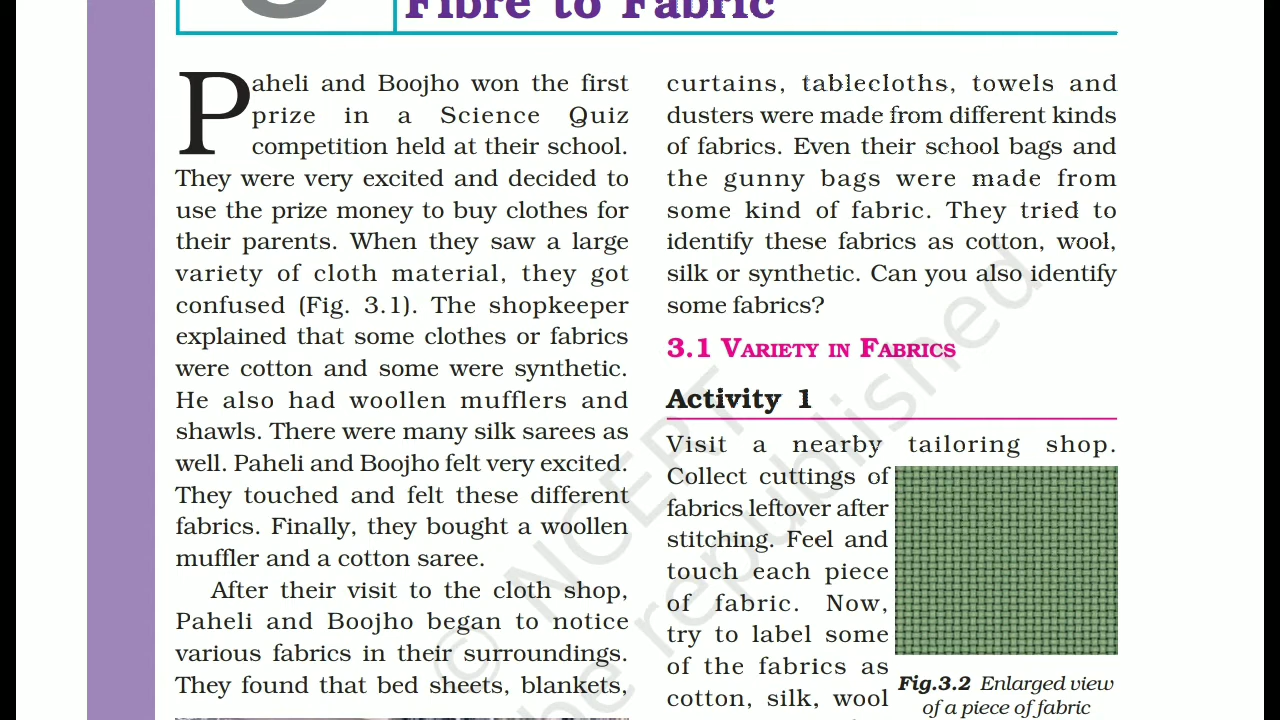 Fibre to Fabric
Paheli and Boojho won the first
prize in a Science Quiz
competition held at their school.
They were very excited and decided to
use the prize money to buy clothes for
their parents. When they saw a large
variety of cloth material, they got
confused (Fig. 3.1). The shopkeeper
explained that some clothes or fabrics
were cotton and some were synthetic.
He also had woollen mufflers and
shawls. There were many silk sarees as
well. Paheli and Boojho felt very excited.
They touched and felt these different
fabrics. Finally, they bought a woollen
muffler and a cotton saree.
After their visit to the cloth shop,
Paheli and Boojho began to notice
various fabrics in their surroundings.
They found that bed sheets, blankets,
curtains, tablecloths, towels and
dusters were made from different kinds
of fabrics. Even their school bags and
the gunny bags were made from
some kind of fabric. They tried to
identify these fabrics as cotton, wool,
silk or synthetic. Can you also identify
some fabrics?
3.1 VARIETY IN FABRICS
Activity 1
Visit a nearby tailoring shop.
Collect cuttings of
fabrics leftover after
stitching. Feel and
touch each piece
of fabric. Now,
try to label some
of the fabrics as
cotton, silk, wool
Fig.3.2 Enlarged view
of a piece of fabric
© NCERT
be republished